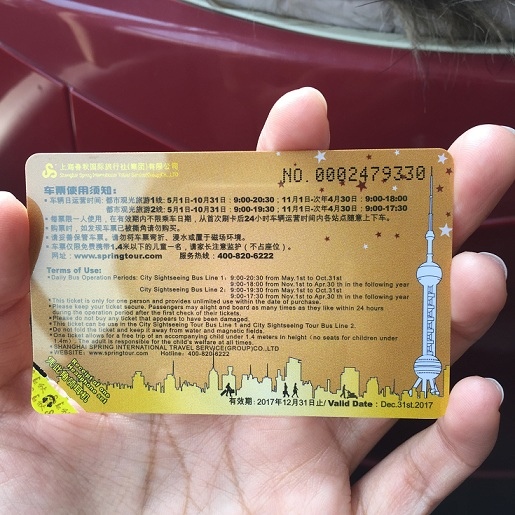 上海春秋国际旅行社(集团)有限公司
Shanghai Spring International Travel Service(Group)Co.,LTD
NO. 0002479330
车票使用须知:
• 车辆日运营时间: 都市观光旅游1线: 5月1日-10月31日: 9:00-20:30; 11月1日-次年4月30日: 9:00-18:00
都市观光旅游2线: 5月1日-10月31日: 9:00-19:30; 11月1日-次年4月30日: 9:00-17:30
• 每票限一人使用, 在有效期内不限乘车日期, 从首次刷卡后24小时车辆运营时间内各站点随意上下车。
• 购票时, 如发现车票已被撕角请勿购买。
• 请妥善保管车票。请勿将车票弯折、浸水或置于磁场环境。
• 车票仅限免费携带1.4米以下的儿童一名, 请家长注意监护 (不占座位)。
网址: www.springtour.com 服务热线: 400-820-6222
Terms of Use:
• Daily Bus Operation Periods: City Sightseeing Bus Line 1: 9:00-20:30 from May.1st to Oct.31st
9:00-18:00 from Nov.1st to Apr.30 th in the following year
City Sightseeing Bus Line 2: 9:00-19:30 from May.1st to Oct.31st
9:00-17:30 from Nov.1st to Apr.30 th in the following year
• This ticket is only for one person and provides unlimited use within the date of purchase.
• Please keep your ticket secure. Passengers may alight and board as many times as they like within 24 hours
during the operation period after the first check of their tickets.
• Please do not buy any ticket that appears to have been damaged.
• This ticket can be used in the City Sightseeing Tour Bus Line 1 and City Sightseeing Tour Bus Line 2.
• Do not fold the ticket and keep it away from water and magnetic fields.
• One ticket allows for a free trip of an accompanying child under 1.4 meters in height (no seats for children under
1.4m). The adult is responsible for the child's welfare at all times.
• SHANGHAI SPRING INTERNATIONAL TRAVEL SERVICE(GROUP)CO.,LTD
• WEBSITE: www.springtour.com Hotline: 400-820-6222
有效期: 2017年12月31日止/ Valid Date : Dec.31st.2017